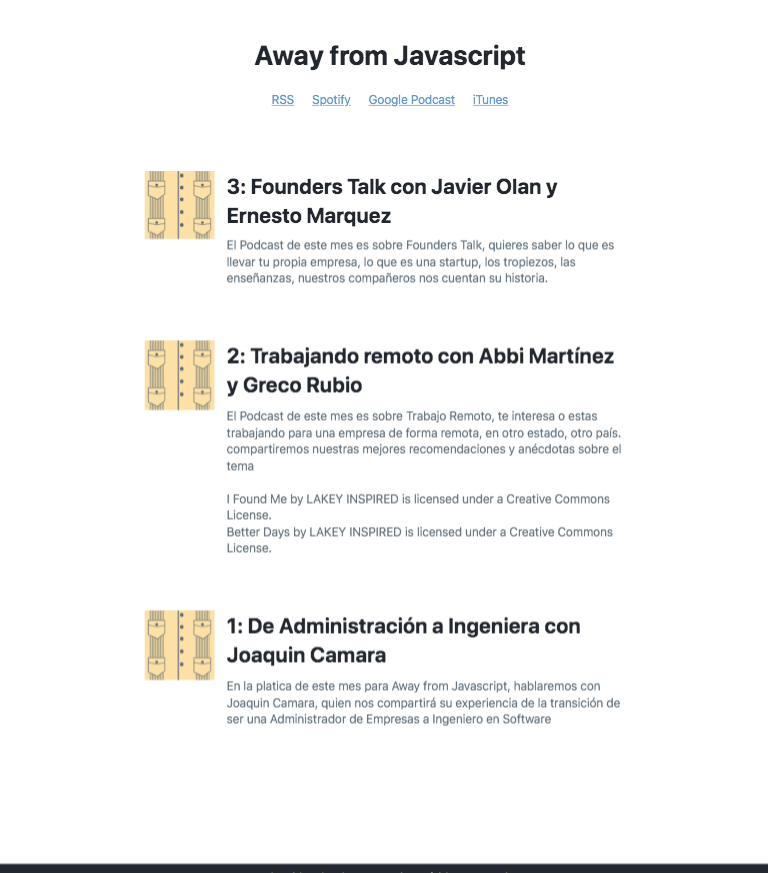 Away from Javascript
RSS Spotify Google Podcast iTunes
3: Founders Talk con Javier Olan y
Ernesto Marquez
El Podcast de este mes es sobre Founders Talk, quieres saber lo que es
llevar tu propia empresa, lo que es una startup, los tropiezos, las
enseñanzas, nuestros compañeros nos cuentan su historia.
2: Trabajando remoto con Abbi Martínez
y Greco Rubio
El Podcast de este mes es sobre Trabajo Remoto, te interesa o estas
trabajando para una empresa de forma remota, en otro estado, otro país.
compartiremos nuestras mejores recomendaciones y anécdotas sobre el
tema
I Found Me by LAKEY INSPIRED is licensed under a Creative Commons
License.
Better Days by LAKEY INSPIRED is licensed under a Creative Commons
License.
1: De Administración a Ingeniera con
Joaquin Camara
En la platica de este mes para Away from Javascript, hablaremos con
Joaquin Camara, quien nos compartirá su experiencia de la transición de
ser una Administrador de Empresas a Ingeniero en Software